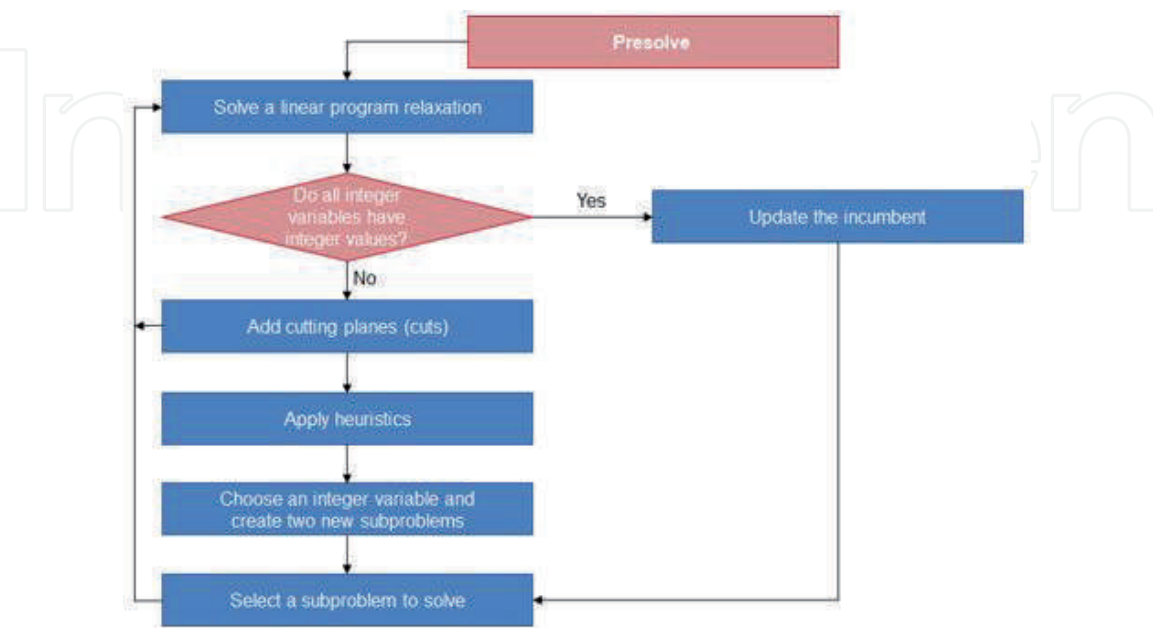 Presolve
Solve a linear program relaxation
Do all integer
variables have
integer values?
Yes
Update the incumbent
No
Add cutting planes (cuts)
Apply heuristics
Choose an integer variable and
create two new subproblems
Select a subproblem to solve